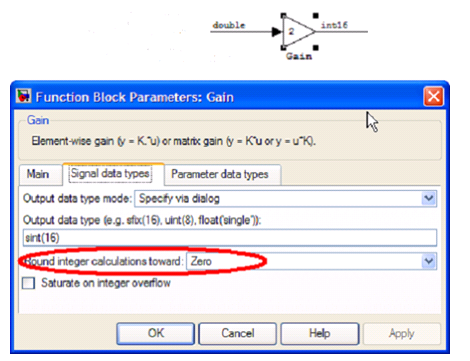 double
2
int16
Gain
Function Block Parameters: Gain
Gain
Element-wise gain (y = K.*u) or matrix gain (y = K*u or y = u*K).
Main Signal data types Parameter data types
Output data type mode: Specify via dialog
Output data type (e.g. sfix(16), uint(8), float('single')):
sint(16)
Round integer calculations toward: Zero
Saturate on integer overflow
OK Cancel Help Apply